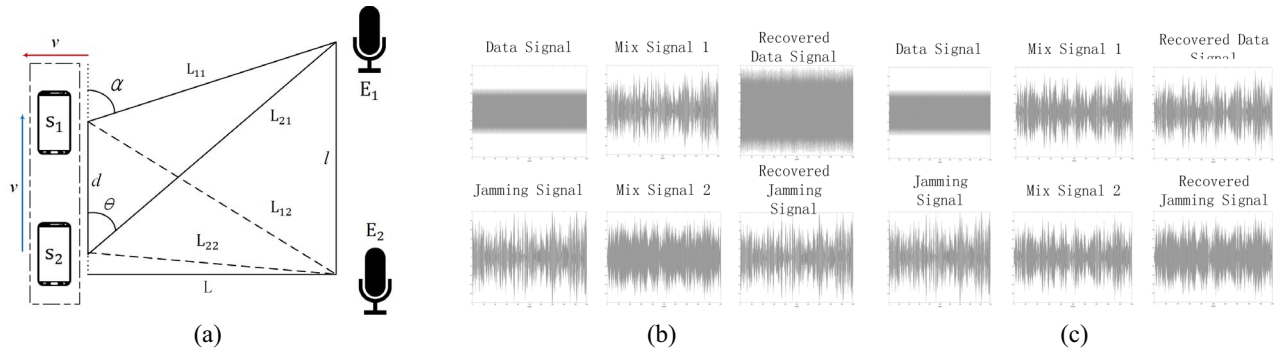 v
α
L₁₁
E₁
S₁
L₂₁
l
v
d
θ
L₁₂
S₂
L₂₂
E₂
L
(a)
Data Signal
Mix Signal 1
Recovered
Data Signal
Jamming Signal
Mix Signal 2
Recovered
Jamming
Signal
(b)
Data Signal
Mix Signal 1
Recovered Data
Signal
Jamming
Signal
Mix Signal 2
Recovered
Jamming Signal
(c)